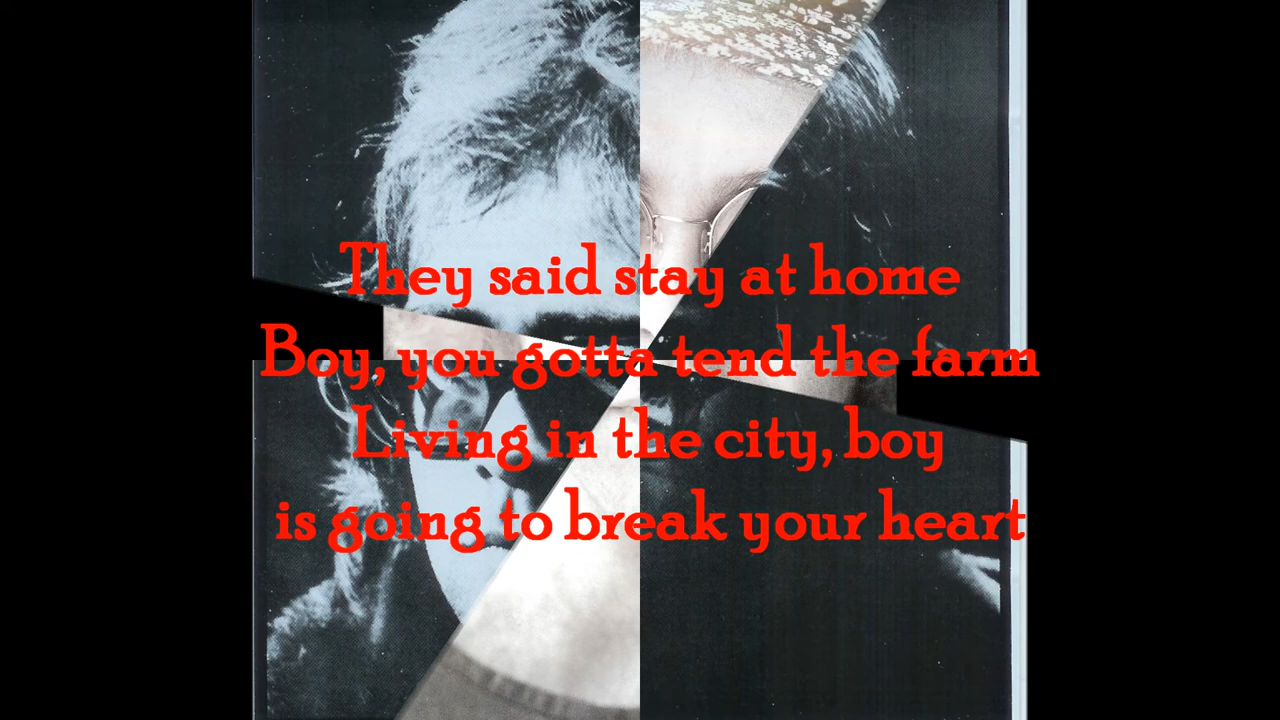 They said stay at home
Boy, you gotta tend the farm
Living in the city, boy
is going to break your heart